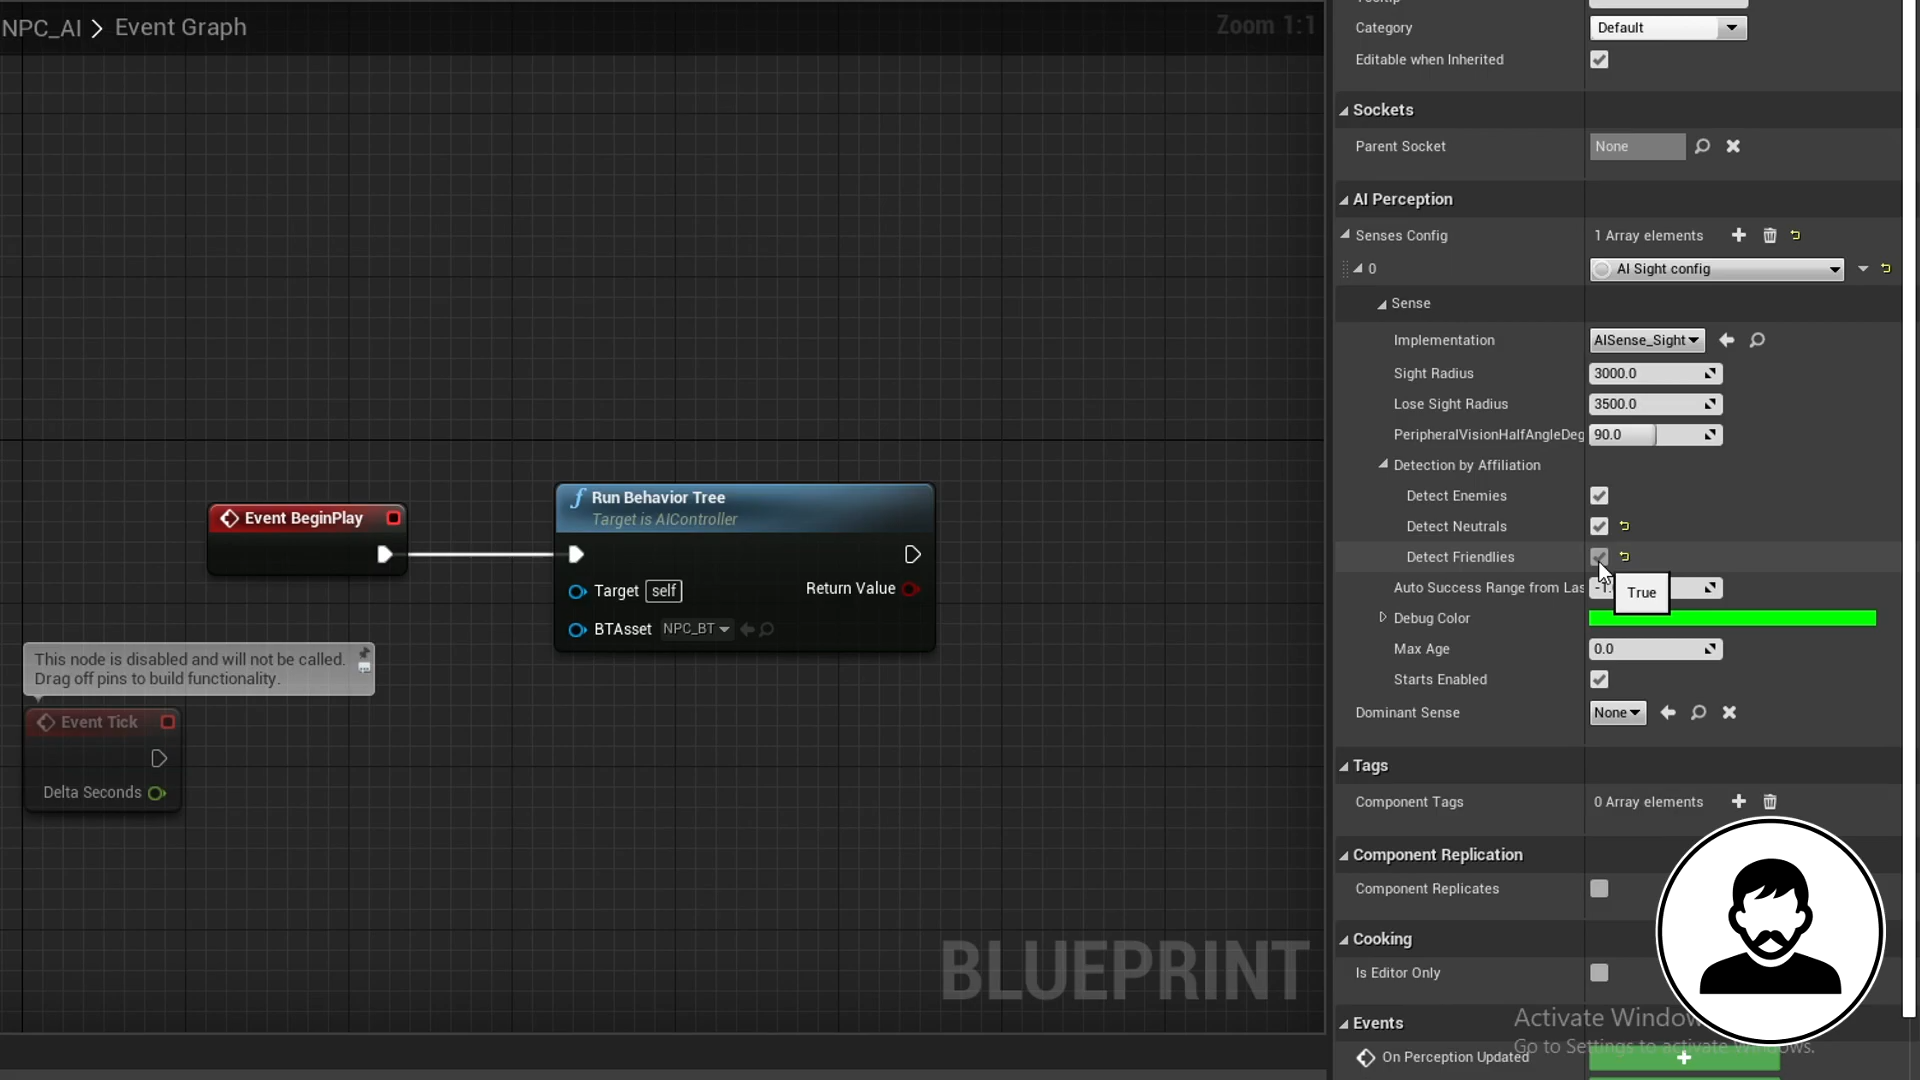 NPC_AI > Event Graph
Zoom 1:1
Event BeginPlay
Run Behavior Tree
Target is AIController
Target self
Return Value
BTAsset NPC_BT
This node is disabled and will not be called.
Drag off pins to build functionality.
Event Tick
Delta Seconds
BLUEPRINT
Category Default
Editable when Inherited
Sockets
Parent Socket None
AI Perception
Senses Config 1 Array elements
0 AI Sight config
Sense
Implementation AISense_Sight
Sight Radius 3000.0
Lose Sight Radius 3500.0
PeripheralVisionHalfAngleDeg 90.0
Detection by Affiliation
Detect Enemies
Detect Neutrals
Detect Friendlies
Auto Success Range from Las -1.
True
Debug Color
Max Age 0.0
Starts Enabled
Dominant Sense None
Tags
Component Tags 0 Array elements
Component Replication
Component Replicates
Cooking
Is Editor Only
Activate Window
Events
Go to Settings to activate Windows.
On Perception Updated